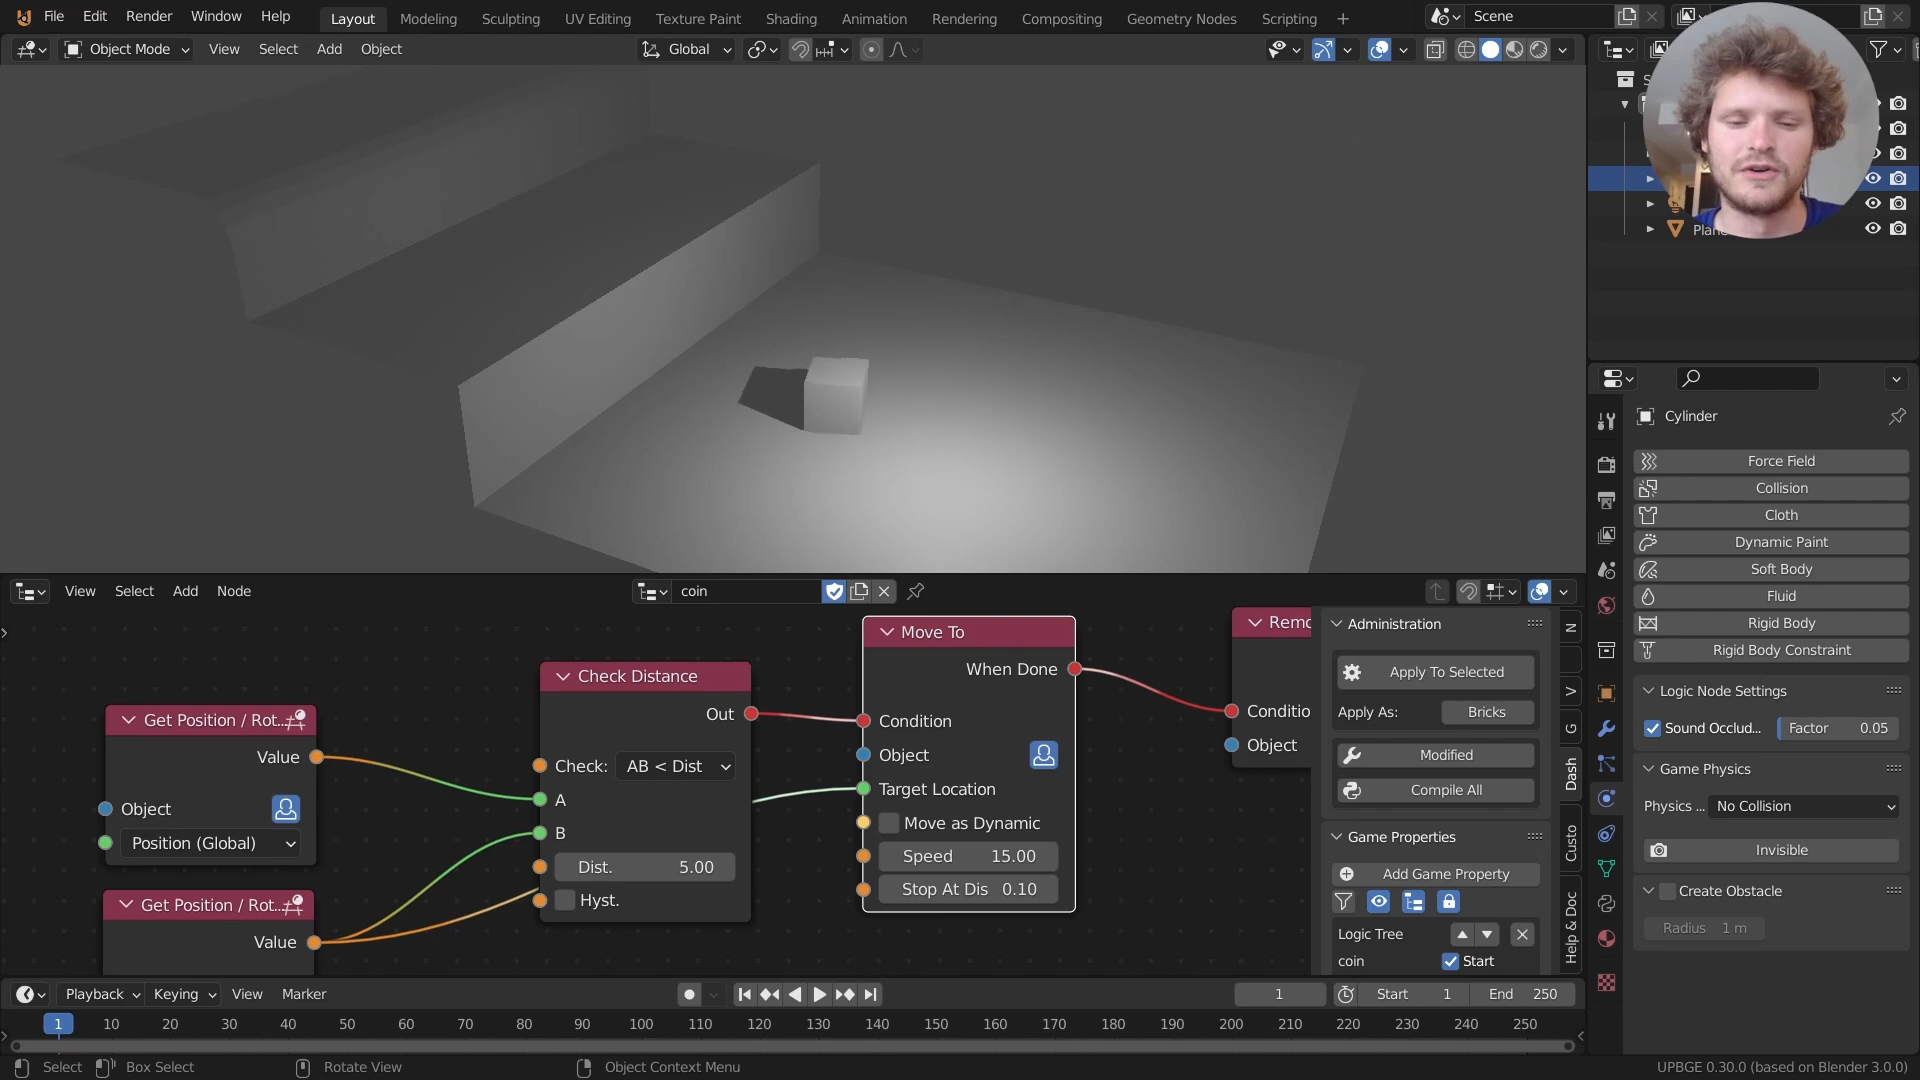 File Edit Render Window Help
Layout Modeling Sculpting UV Editing Texture Paint Shading Animation Rendering Compositing Geometry Nodes Scripting +
Scene
Object Mode View Select Add Object
Global
Plane
Cylinder
Force Field
Collision
Cloth
Dynamic Paint
Soft Body
Fluid
Rigid Body
Rigid Body Constraint
Logic Node Settings
Sound Occlud... Factor 0.05
Game Physics
Physics ... No Collision
Invisible
Create Obstacle
Radius 1 m
View Select Add Node
coin
Get Position / Rot...
Value
Object
Position (Global)
Get Position / Rot...
Value
Check Distance
Out
Check: AB < Dist
A
B
Dist. 5.00
Hyst.
Move To
When Done
Condition
Object
Target Location
Move as Dynamic
Speed 15.00
Stop At Dis 0.10
Remo
Conditio
Object
Administration
Apply To Selected
Apply As: Bricks
Modified
Compile All
Game Properties
Add Game Property
Logic Tree
coin Start
N
V
G
Dash
Custo
Help & Doc
Playback Keying View Marker
1 Start 1 End 250
1 10 20 30 40 50 60 70 80 90 100 110 120 130 140 150 160 170 180 190 200 210 220 230 240 250
Select Box Select Rotate View Object Context Menu UPBGE 0.30.0 (based on Blender 3.0.0)